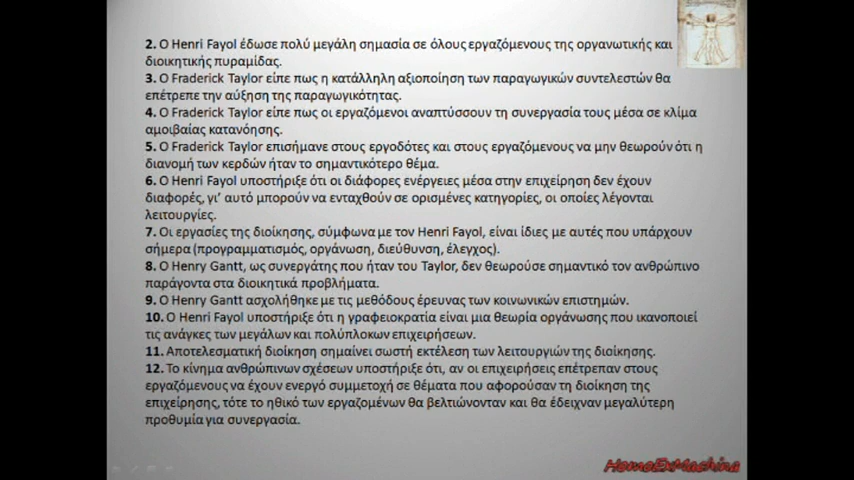 2. Ο Henri Fayol έδωσε πολύ μεγάλη σημασία σε όλους εργαζόμενους της οργανωτικής και
διοικητικής πυραμίδας.
3. Ο Fraderick Taylor είπε πως η κατάλληλη αξιοποίηση των παραγωγικών συντελεστών θα
επέτρεπε την αύξηση της παραγωγικότητας.
4. Ο Fraderick Taylor είπε πως οι εργαζόμενοι αναπτύσσουν τη συνεργασία τους μέσα σε κλίμα
αμοιβαίας κατανόησης.
5. Ο Fraderick Taylor επισήμανε στους εργοδότες και στους εργαζόμενους να μην θεωρούν ότι η
διανομή των κερδών ήταν το σημαντικότερο θέμα.
6. Ο Henri Fayol υποστήριξε ότι οι διάφορες ενέργειες μέσα στην επιχείρηση δεν έχουν
διαφορές, γι' αυτό μπορούν να ενταχθούν σε ορισμένες κατηγορίες, οι οποίες λέγονται
λειτουργίες.
7. Οι εργασίες της διοίκησης, σύμφωνα με τον Henri Fayol, είναι ίδιες με αυτές που υπάρχουν
σήμερα (προγραμματισμός, οργάνωση, διεύθυνση, έλεγχος).
8. Ο Henry Gantt, ως συνεργάτης που ήταν του Taylor, δεν θεωρούσε σημαντικό τον ανθρώπινο
παράγοντα στα διοικητικά προβλήματα.
9. Ο Henry Gantt ασχολήθηκε με τις μεθόδους έρευνας των κοινωνικών επιστημών.
10. Ο Henri Fayol υποστήριξε ότι η γραφειοκρατία είναι μια θεωρία οργάνωσης που ικανοποιεί
τις ανάγκες των μεγάλων και πολύπλοκων επιχειρήσεων.
11. Αποτελεσματική διοίκηση σημαίνει σωστή εκτέλεση των λειτουργιών της διοίκησης.
12. Το κίνημα ανθρώπινων σχέσεων υποστήριξε ότι, αν οι επιχειρήσεις επέτρεπαν στους
εργαζόμενους να έχουν ενεργό συμμετοχή σε θέματα που αφορούσαν τη διοίκηση της
επιχείρησης, τότε το ηθικό των εργαζομένων θα βελτιώνονταν και θα έδειχναν μεγαλύτερη
προθυμία για συνεργασία.
HomoExMachina